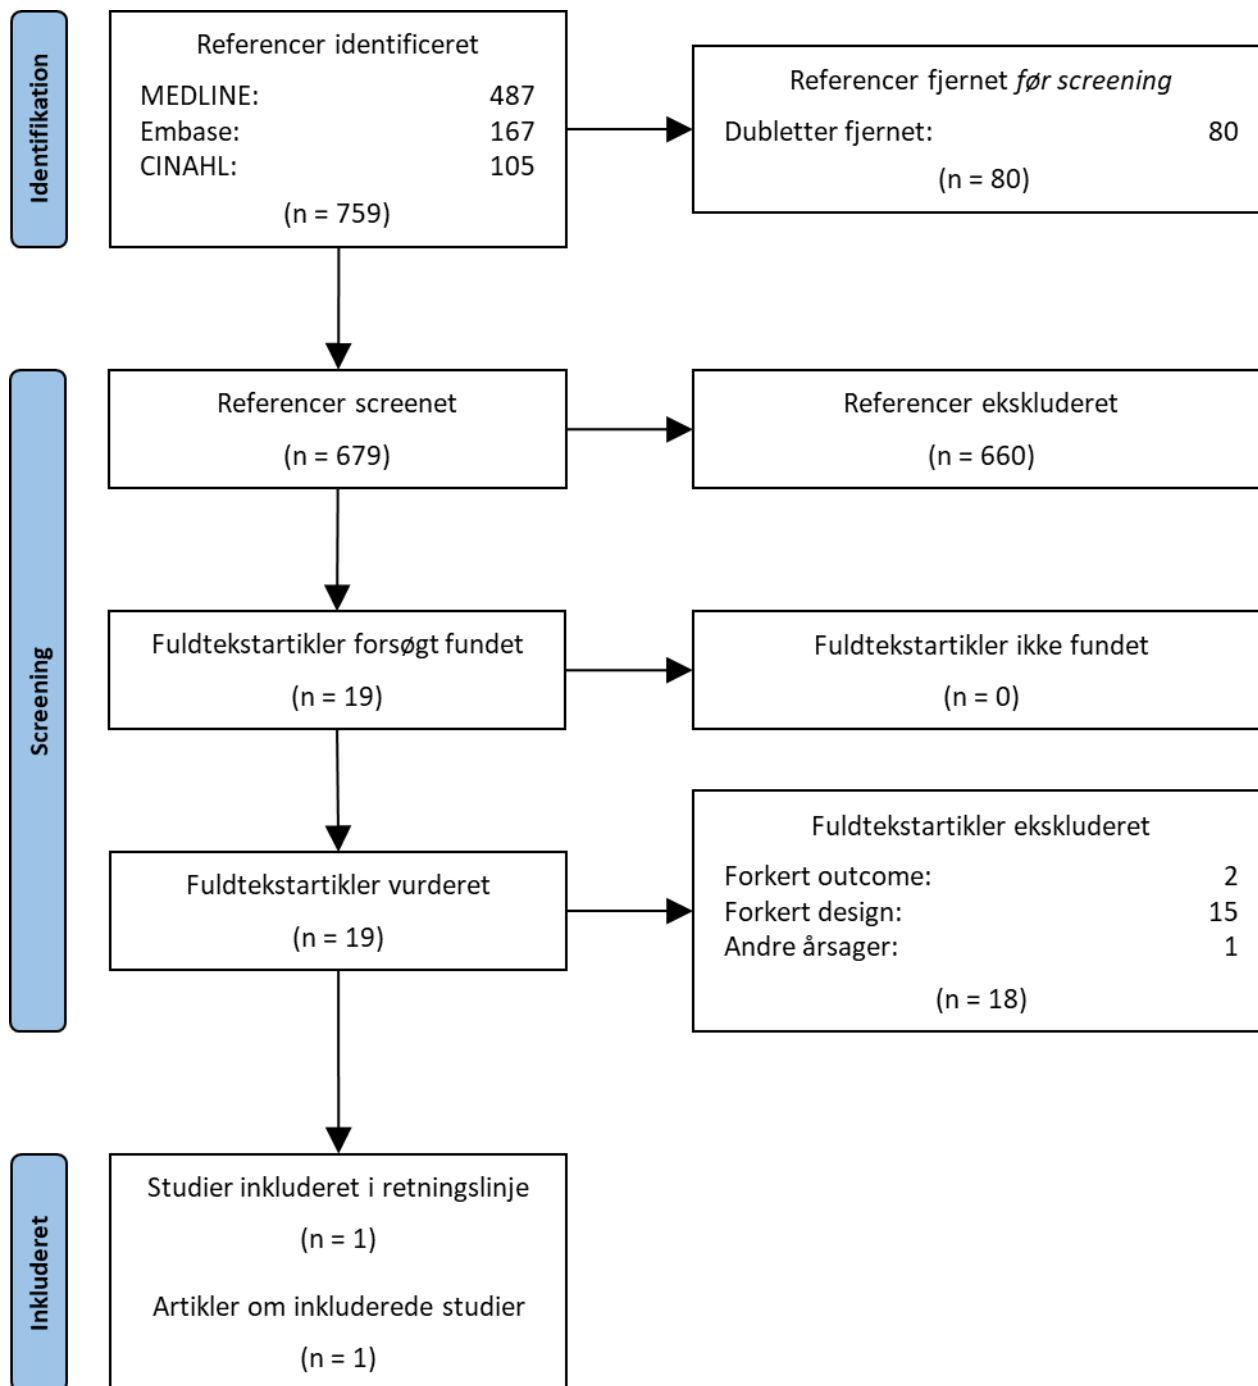 Identifikation
Referencer identificeret
MEDLINE: 487
Embase: 167
CINAHL: 105
(n = 759)
Referencer fjernet før screening
Dubletter fjernet: 80
(n = 80)
Screening
Referencer screenet
(n = 679)
Referencer ekskluderet
(n = 660)
Fuldtekstartikler forsøgt fundet
(n = 19)
Fuldtekstartikler ikke fundet
(n = 0)
Fuldtekstartikler vurderet
(n = 19)
Fuldtekstartikler ekskluderet
Forkert outcome: 2
Forkert design: 15
Andre årsager: 1
(n = 18)
Inkluderet
Studier inkluderet i retningslinje
(n = 1)
Artikler om inkluderede studier
(n = 1)